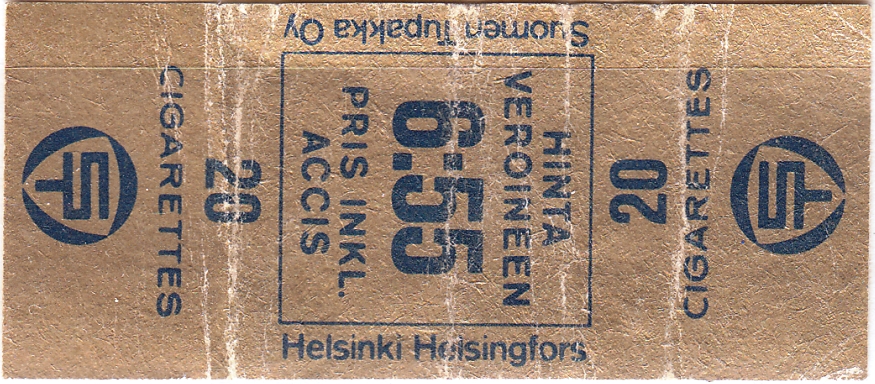 ST
CIGARETTES
20
Suomen Tupakka Oy
HINTA
VEROINEEN
6:55
PRIS INKL.
ACCIS
Helsinki Helsingfors
20
CIGARETTES
ST